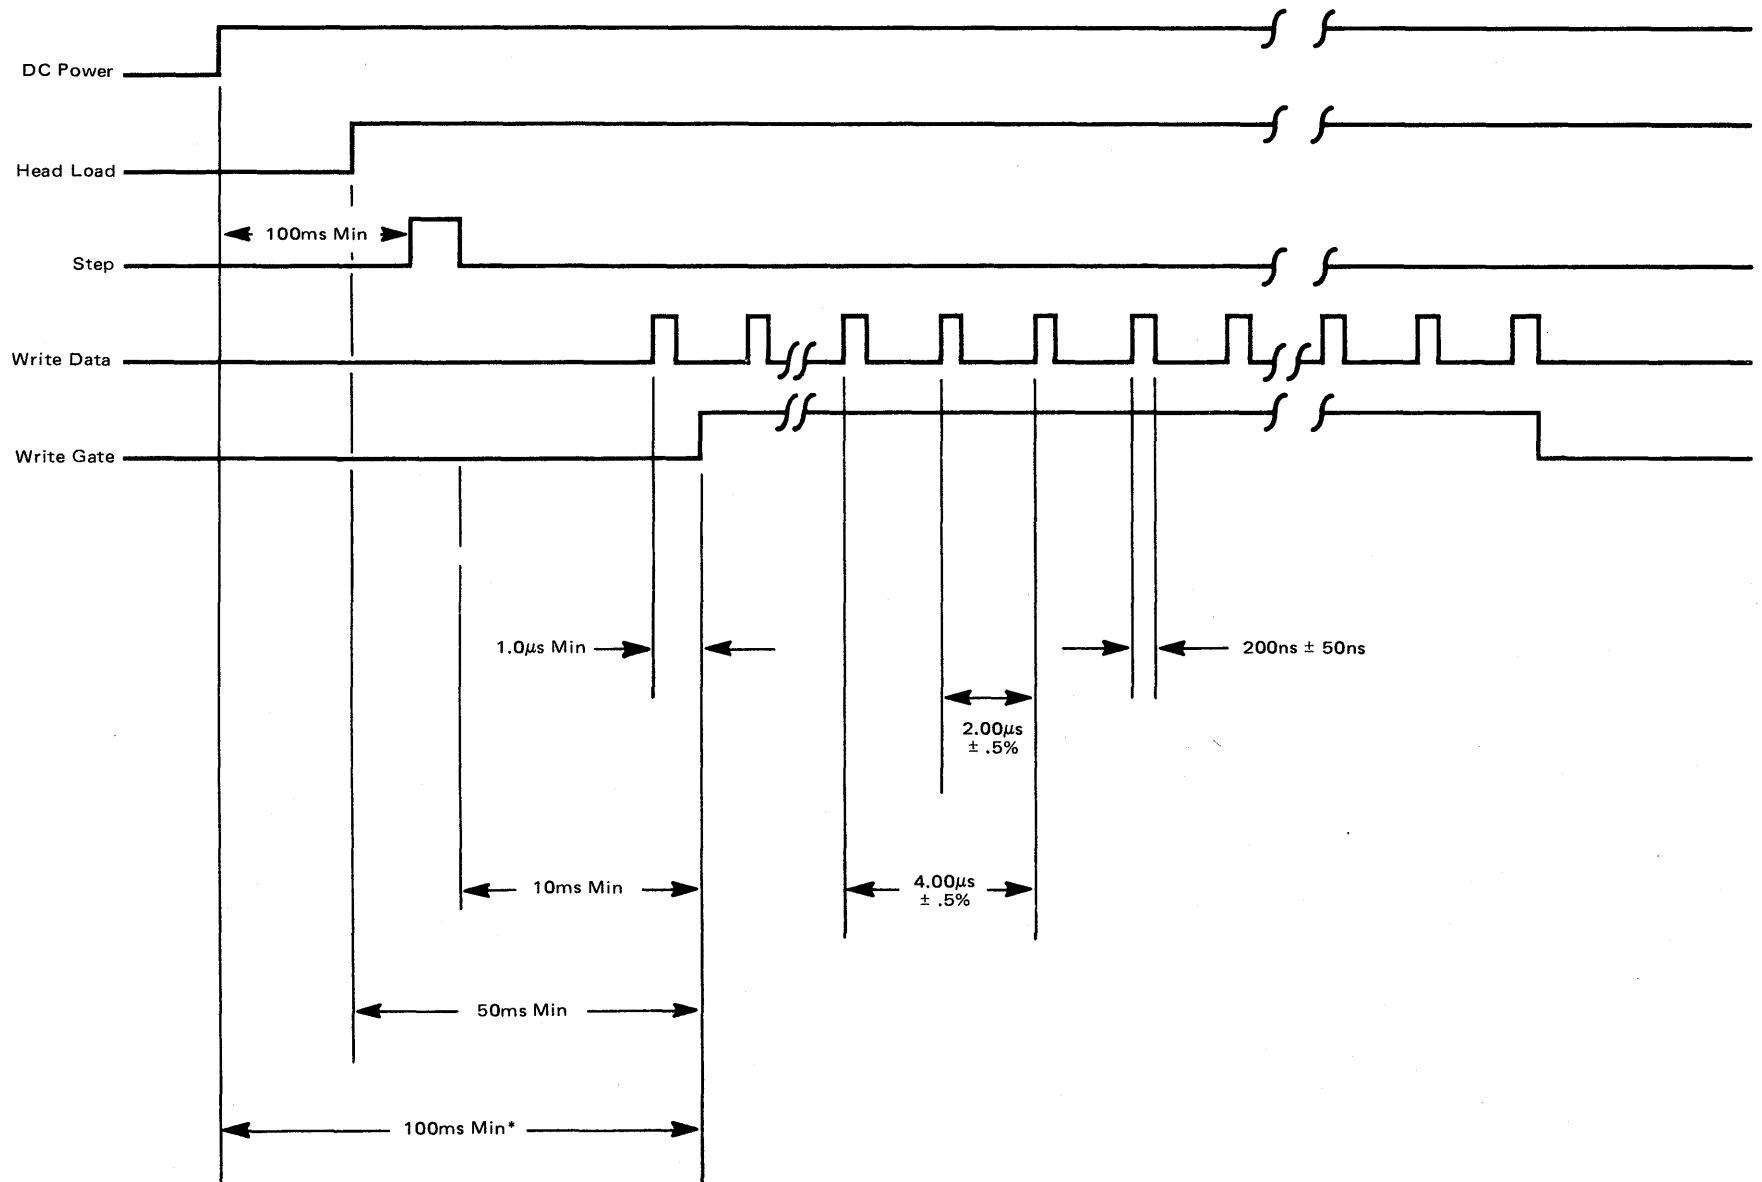 DC Power
Head Load
100ms Min
Step
Write Data
Write Gate
1.0µs Min
200ns ± 50ns
2.00µs
± .5%
10ms Min
4.00µs
± .5%
50ms Min
100ms Min*